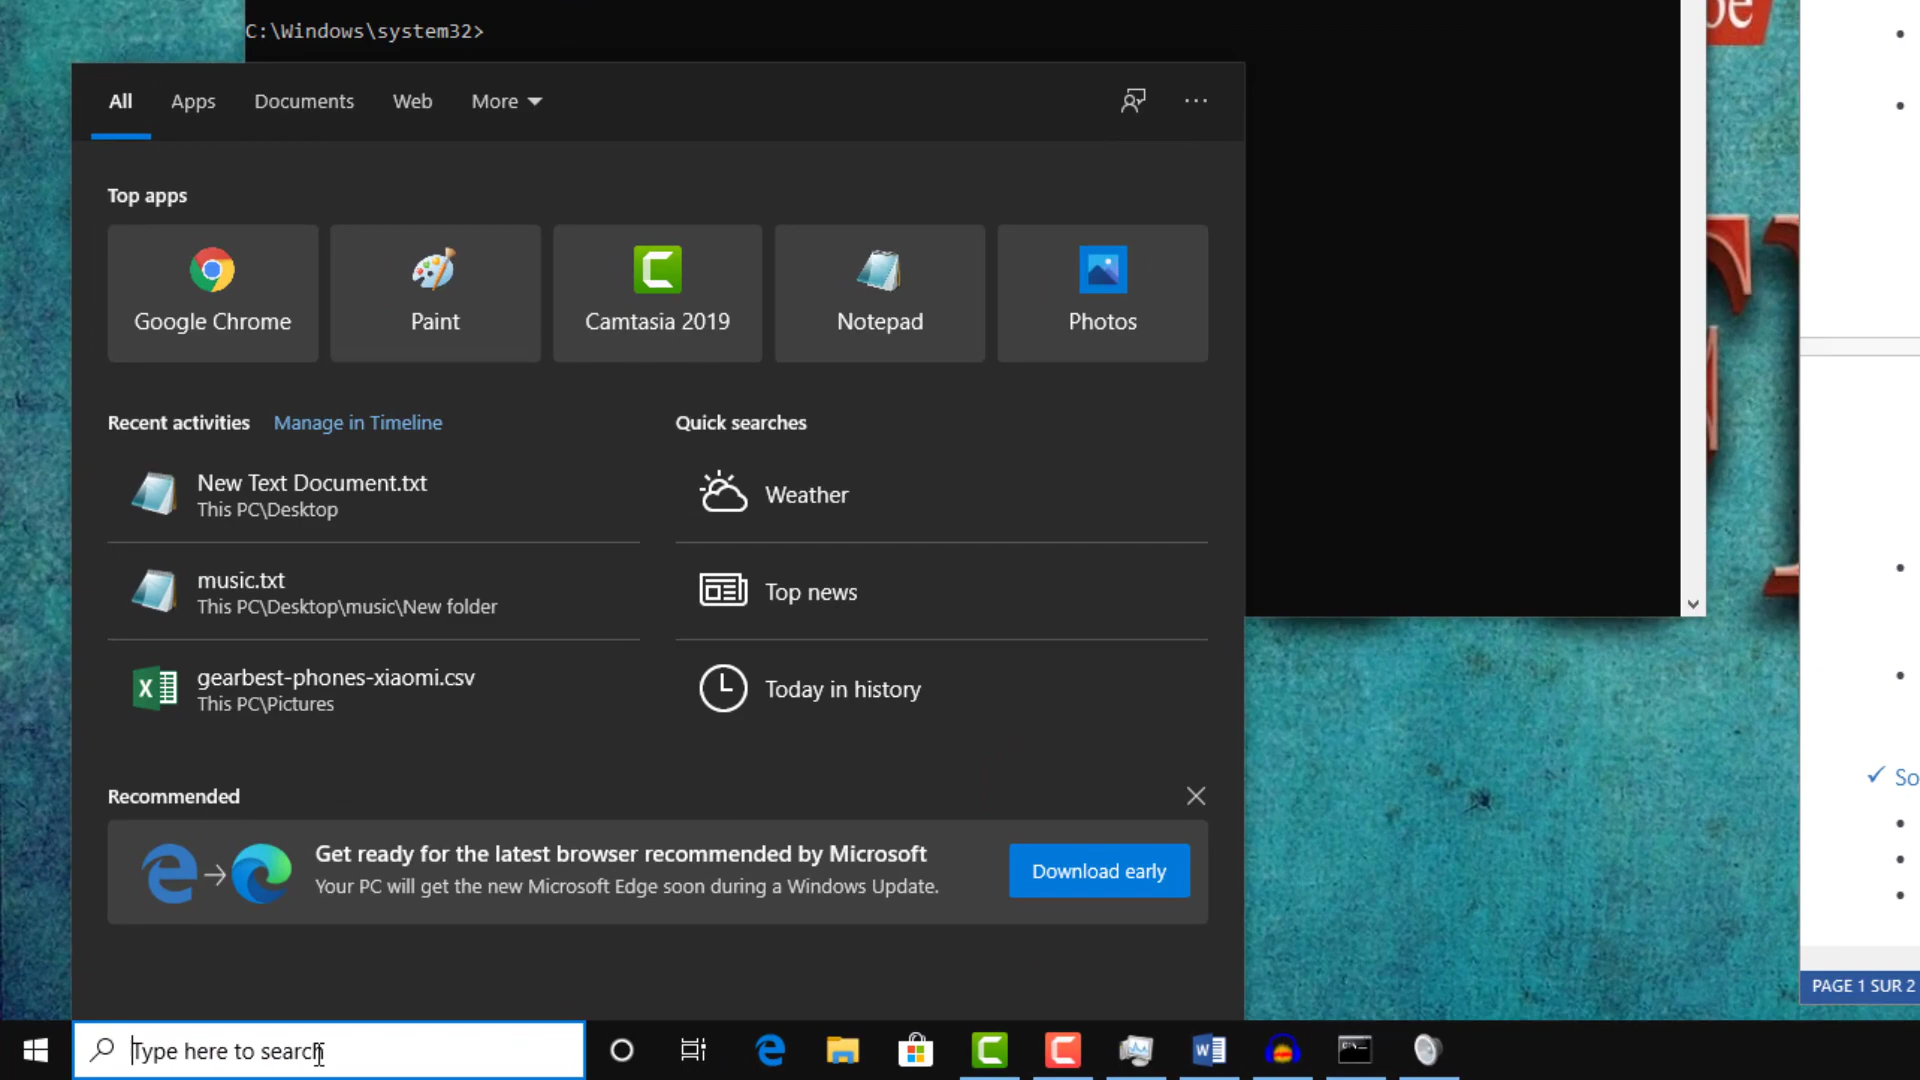 C:\Windows\system32>
All Apps Documents Web More
Top apps
Google Chrome Paint Camtasia 2019 Notepad Photos
Recent activities Manage in Timeline Quick searches
New Text Document.txt
This PC\Desktop
Weather
music.txt
This PC\Desktop\music\New folder
Top news
gearbest-phones-xiaomi.csv
This PC\Pictures
Today in history
Recommended
Get ready for the latest browser recommended by Microsoft
Your PC will get the new Microsoft Edge soon during a Windows Update.
Download early
So
PAGE 1 SUR 2
Type here to search